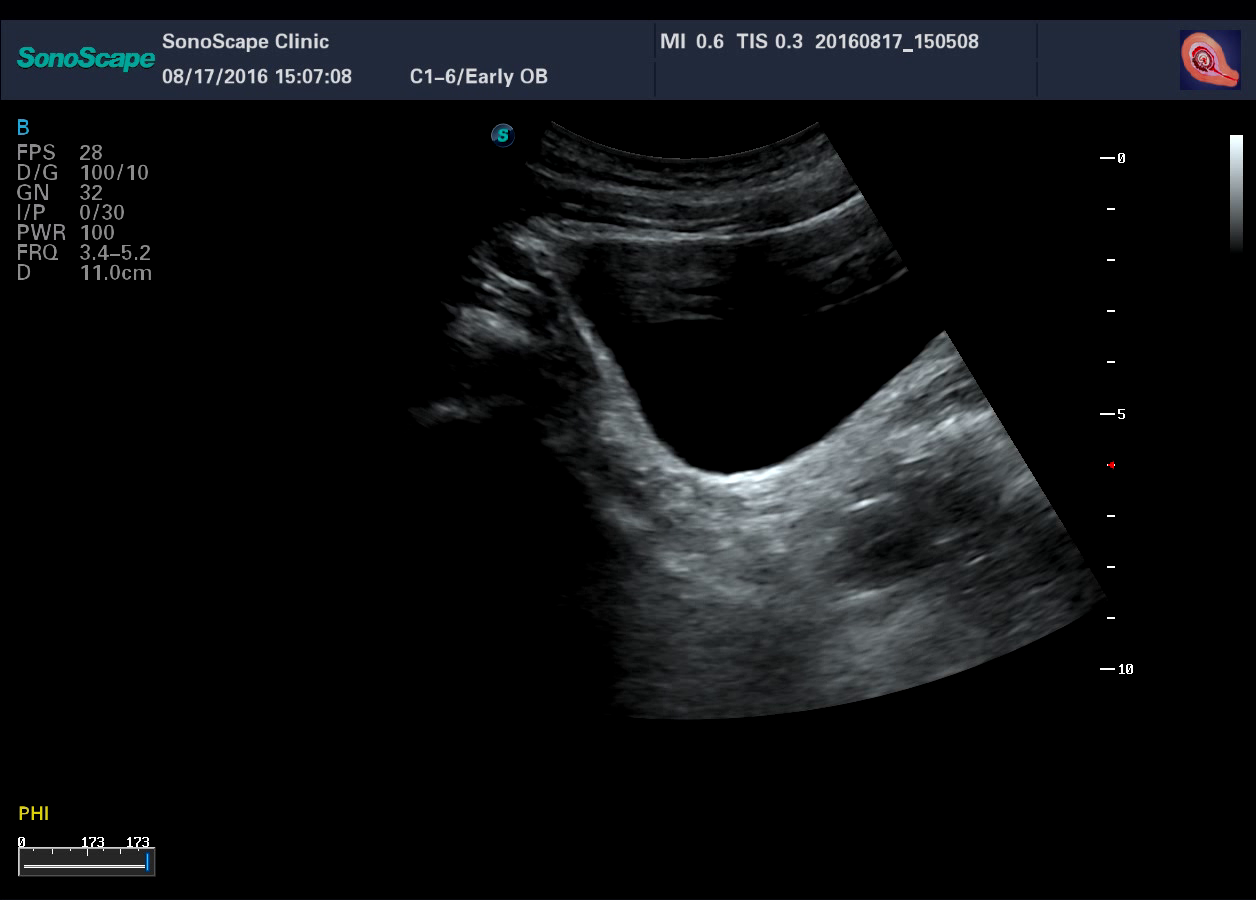 SonoScape
SonoScape Clinic
MI 0.6 TIS 0.3 20160817_150508
08/17/2016 15:07:08
C1-6/Early OB
B
S
FPS 28
D/G 100/10
GN 32
I/P 0/30
PWR 100
FRQ 3.4-5.2
D 11.0cm
0
5
10
PHI
0 173 173